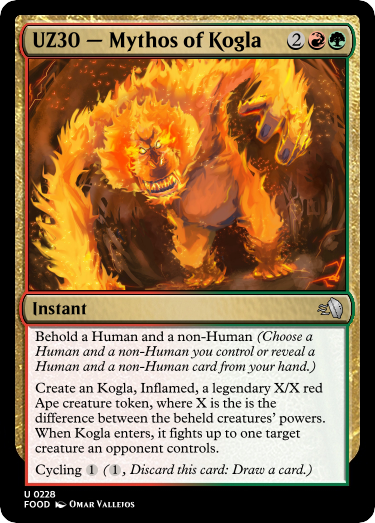 UZ30 — Mythos of Kogla 2
Instant
Behold a Human and a non-Human (Choose a
Human and a non-Human you control or reveal a
Human and a non-Human card from your hand.)
Create an Kogla, Inflamed, a legendary X/X red
Ape creature token, where X is the is the
difference between the beheld creatures' powers.
When Kogla enters, it fights up to one target
creature an opponent controls.
Cycling 1 (1, Discard this card: Draw a card.)
U 0228
FOOD Omar Vallejos